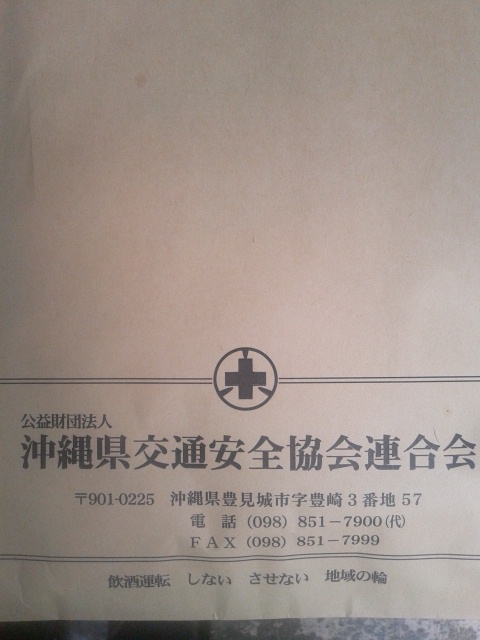 公益財団法人
沖縄県交通安全協会連合会
〒901-0225 沖縄県豊見城市字豊崎3番地57
電 話 (098) 851-7900(代)
FAX (098) 851-7999
飲酒運転 しない させない 地域の輪